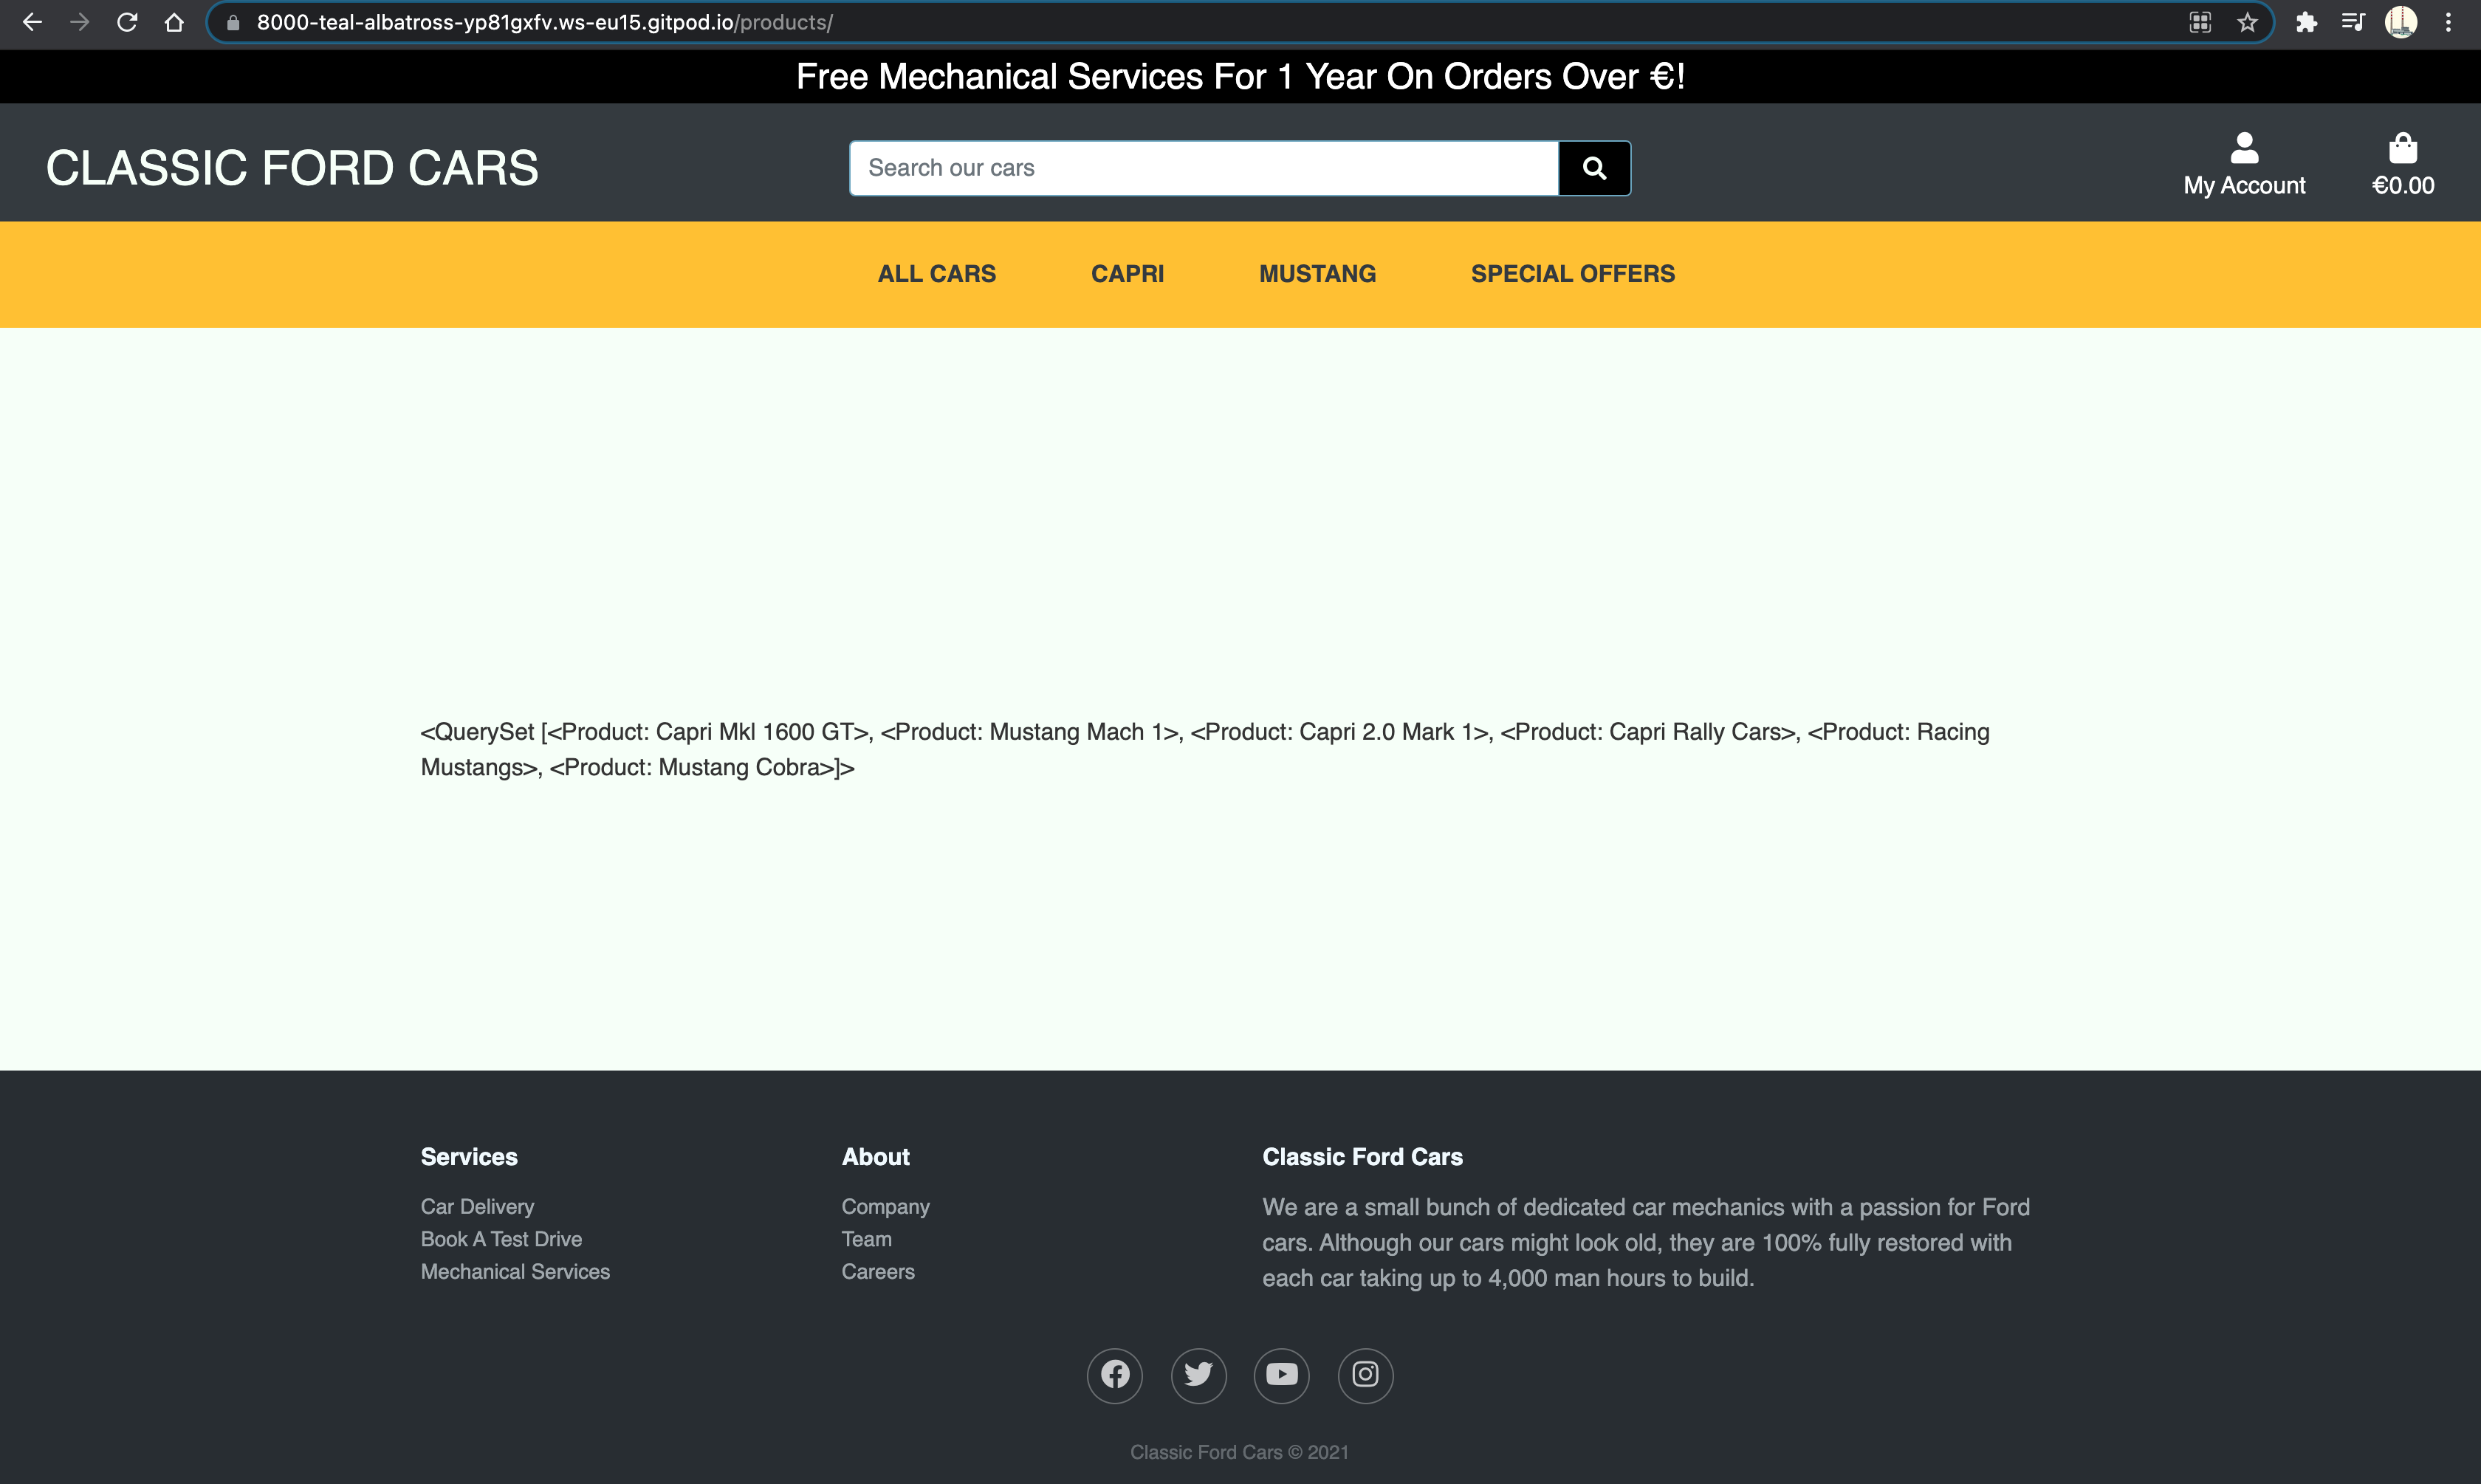 8000-teal-albatross-yp81gxfv.ws-eu15.gitpod.io/products/
Free Mechanical Services For 1 Year On Orders Over €!
CLASSIC FORD CARS
Search our cars
My Account
€0.00
ALL CARS
CAPRI
MUSTANG
SPECIAL OFFERS
<QuerySet [<Product: Capri Mkl 1600 GT>, <Product: Mustang Mach 1>, <Product: Capri 2.0 Mark 1>, <Product: Capri Rally Cars>, <Product: Racing
Mustangs>, <Product: Mustang Cobra>]>
Services
Car Delivery
Book A Test Drive
Mechanical Services
About
Company
Team
Careers
Classic Ford Cars
We are a small bunch of dedicated car mechanics with a passion for Ford
cars. Although our cars might look old, they are 100% fully restored with
each car taking up to 4,000 man hours to build.
Classic Ford Cars © 2021